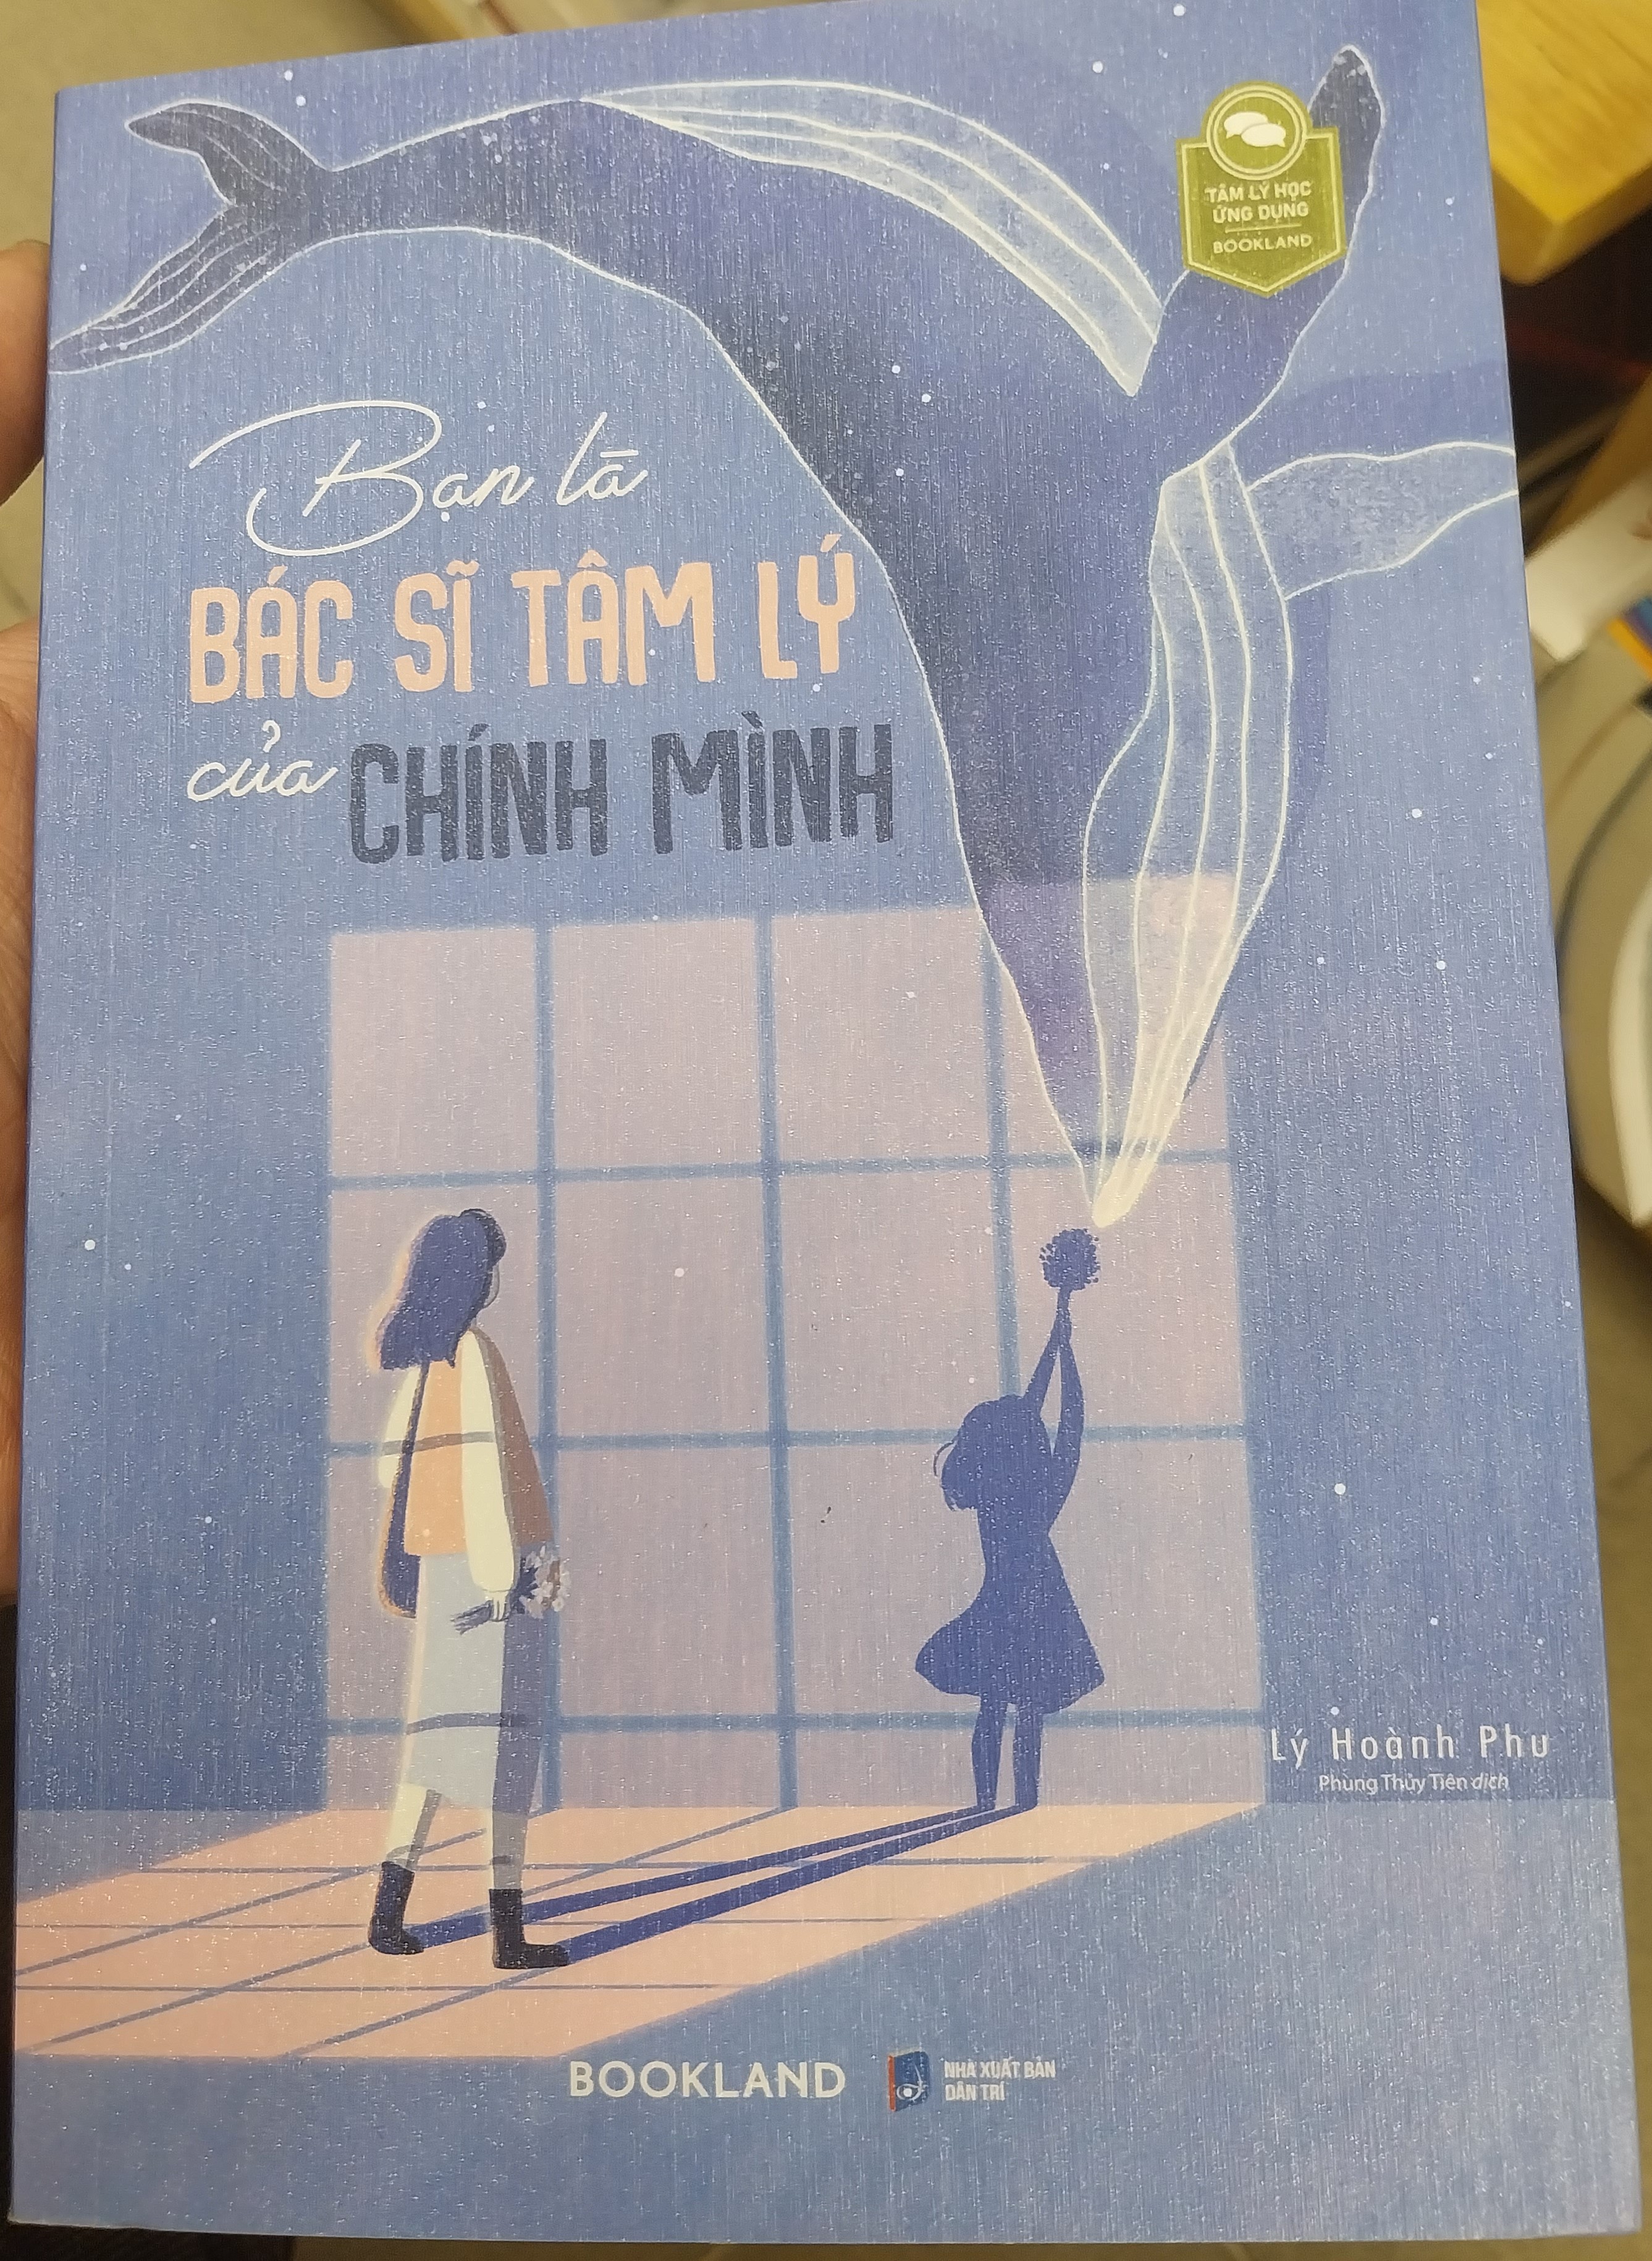 TÂM LÝ HỌC
ỨNG DỤNG
BOOKLAND
Bạn là
BÁC SĨ TÂM LÝ
của CHÍNH MÌNH
Lý Hoành Phu
Phùng Thủy Tiên dịch
BOOKLAND
NHÀ XUẤT BẢN
DÂN TRÍ